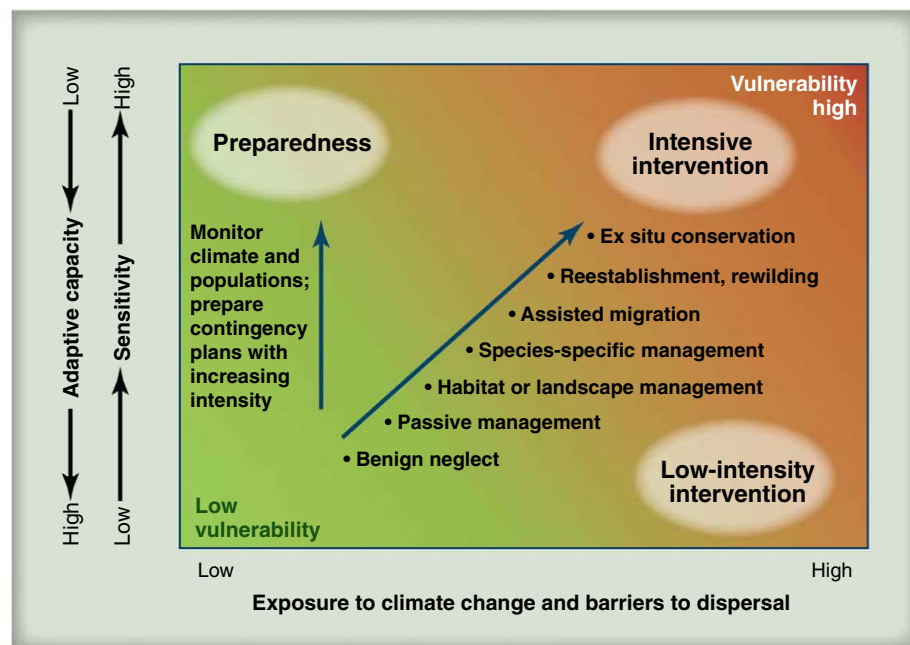 Low
High
Adaptive capacity
Sensitivity
High
Low
Vulnerability
high
Preparedness
Intensive
intervention
Monitor
climate and
populations;
prepare
contingency
plans with
increasing
intensity
• Ex situ conservation
• Reestablishment, rewilding
• Assisted migration
• Species-specific management
• Habitat or landscape management
• Passive management
• Benign neglect
Low-intensity
intervention
Low
vulnerability
Low
High
Exposure to climate change and barriers to dispersal